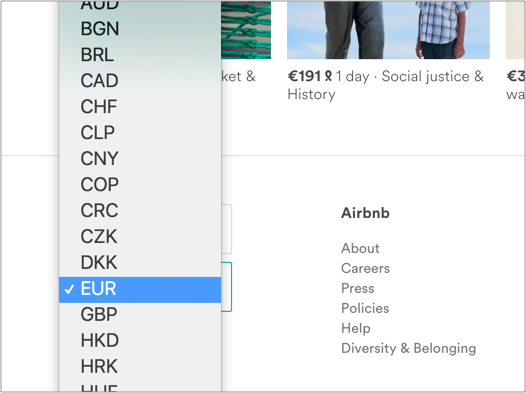 AUD
BGN
BRL
CAD
CHF
CLP
CNY
COP
CRC
CZK
DKK
✓ EUR
GBP
HKD
HRK
HUF
ket &
€191 1 day · Social justice &
History
€3
wa
Airbnb
About
Careers
Press
Policies
Help
Diversity & Belonging